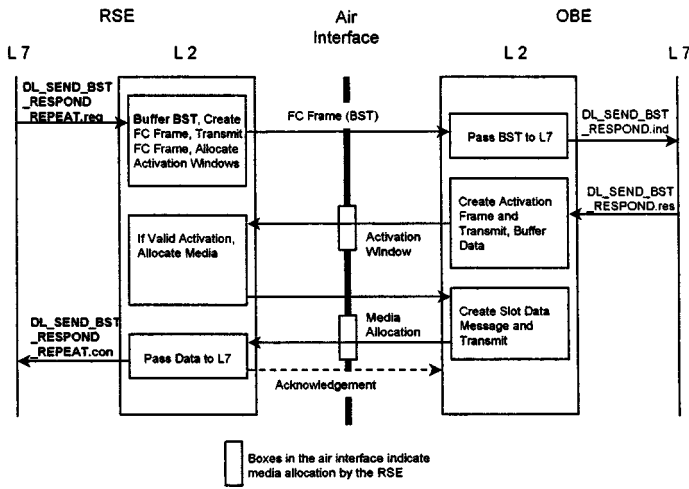 RSE
Air
Interface
OBE
L 7
L 2
L 2
L 7
DL_SEND_BST
_RESPOND
_REPEAT.req
Buffer BST, Create
FC Frame, Transmit
FC Frame, Allocate
Activation Windows
FC Frame (BST)
Pass BST to L7
DL_SEND_BST
_RESPOND.ind
DL_SEND_BST
_RESPOND.res
Create Activation
Frame and
Transmit, Buffer
Data
If Valid Activation,
Allocate Media
Activation
Window
Create Slot Data
Message and
Transmit
Media
Allocation
DL_SEND_BST
_RESPOND
_REPEAT.con
Pass Data to L7
Acknowledgement
Boxes in the air interface indicate
media allocation by the RSE